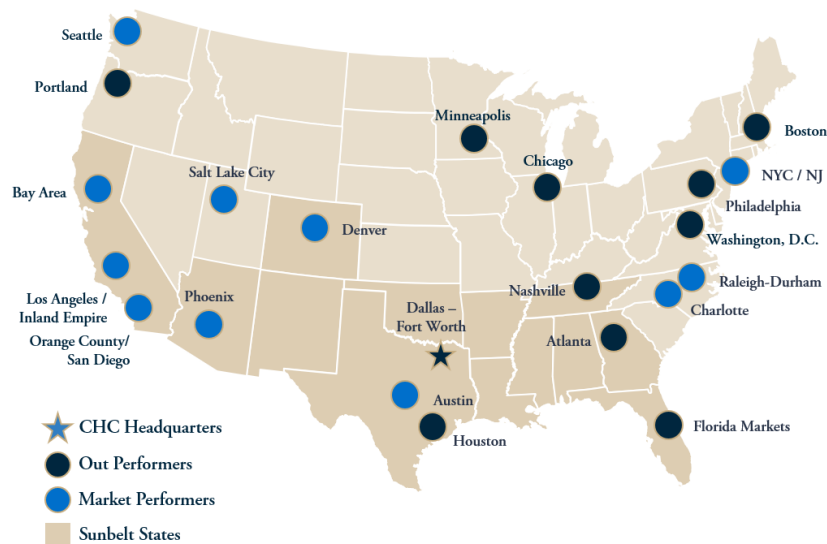 Seattle
Portland
Minneapolis
Boston
Chicago
Salt Lake City
NYC / NJ
Bay Area
Philadelphia
Denver
Washington, D.C.
Raleigh-Durham
Nashville
Phoenix
Los Angeles /
Inland Empire
Dallas –
Fort Worth
Charlotte
Orange County/
San Diego
Atlanta
Austin
CHC Headquarters
Houston
Florida Markets
Out Performers
Market Performers
Sunbelt States